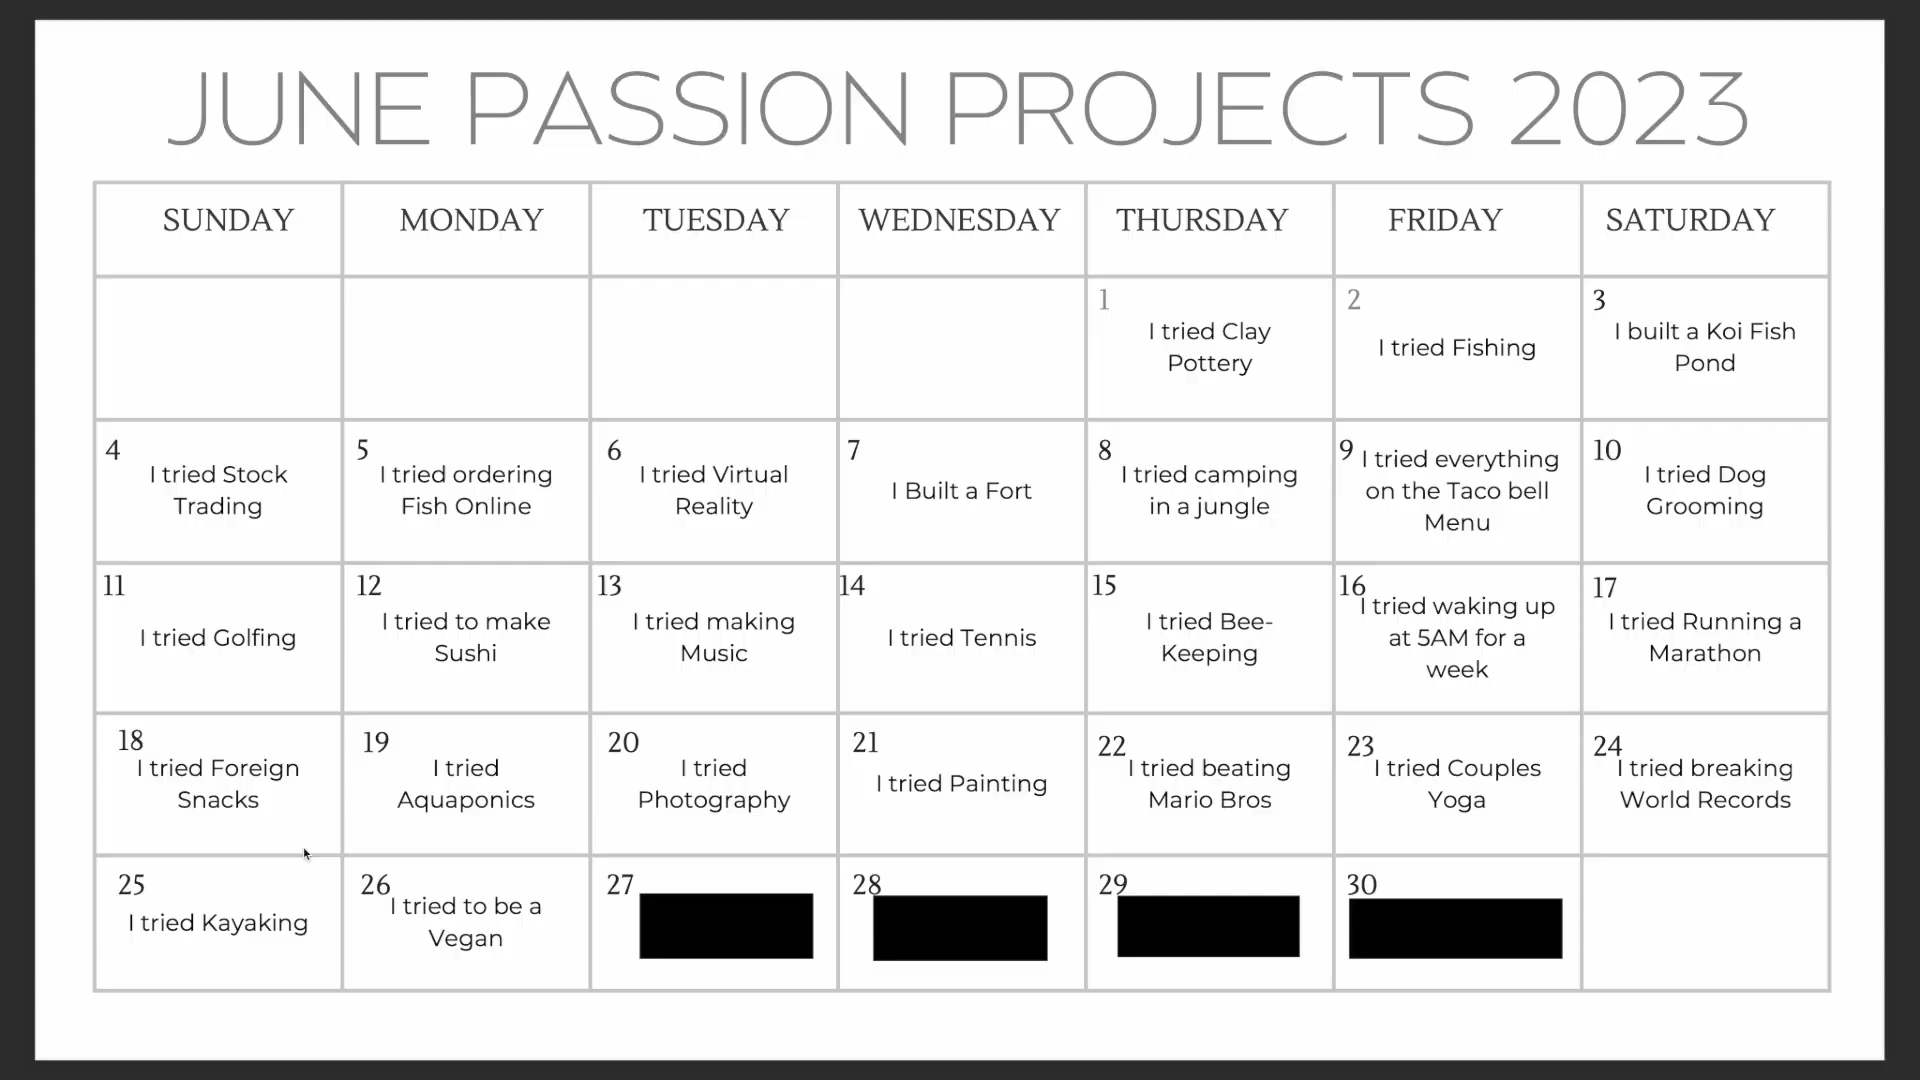 JUNE PASSION PROJECTS 2023
SUNDAY MONDAY TUESDAY WEDNESDAY THURSDAY FRIDAY SATURDAY
1
I tried Clay
Pottery
2
I tried Fishing
3
I built a Koi Fish
Pond
4
I tried Stock
Trading
5
I tried ordering
Fish Online
6
I tried Virtual
Reality
7
I Built a Fort
8
I tried camping
in a jungle
9
I tried everything
on the Taco bell
Menu
10
I tried Dog
Grooming
11
I tried Golfing
12
I tried to make
Sushi
13
I tried making
Music
14
I tried Tennis
15
I tried Bee-
Keeping
16
I tried waking up
at 5AM for a
week
17
I tried Running a
Marathon
18
I tried Foreign
Snacks
19
I tried
Aquaponics
20
I tried
Photography
21
I tried Painting
22
I tried beating
Mario Bros
23
I tried Couples
Yoga
24
I tried breaking
World Records
25
I tried Kayaking
26
I tried to be a
Vegan
27
28
29
30